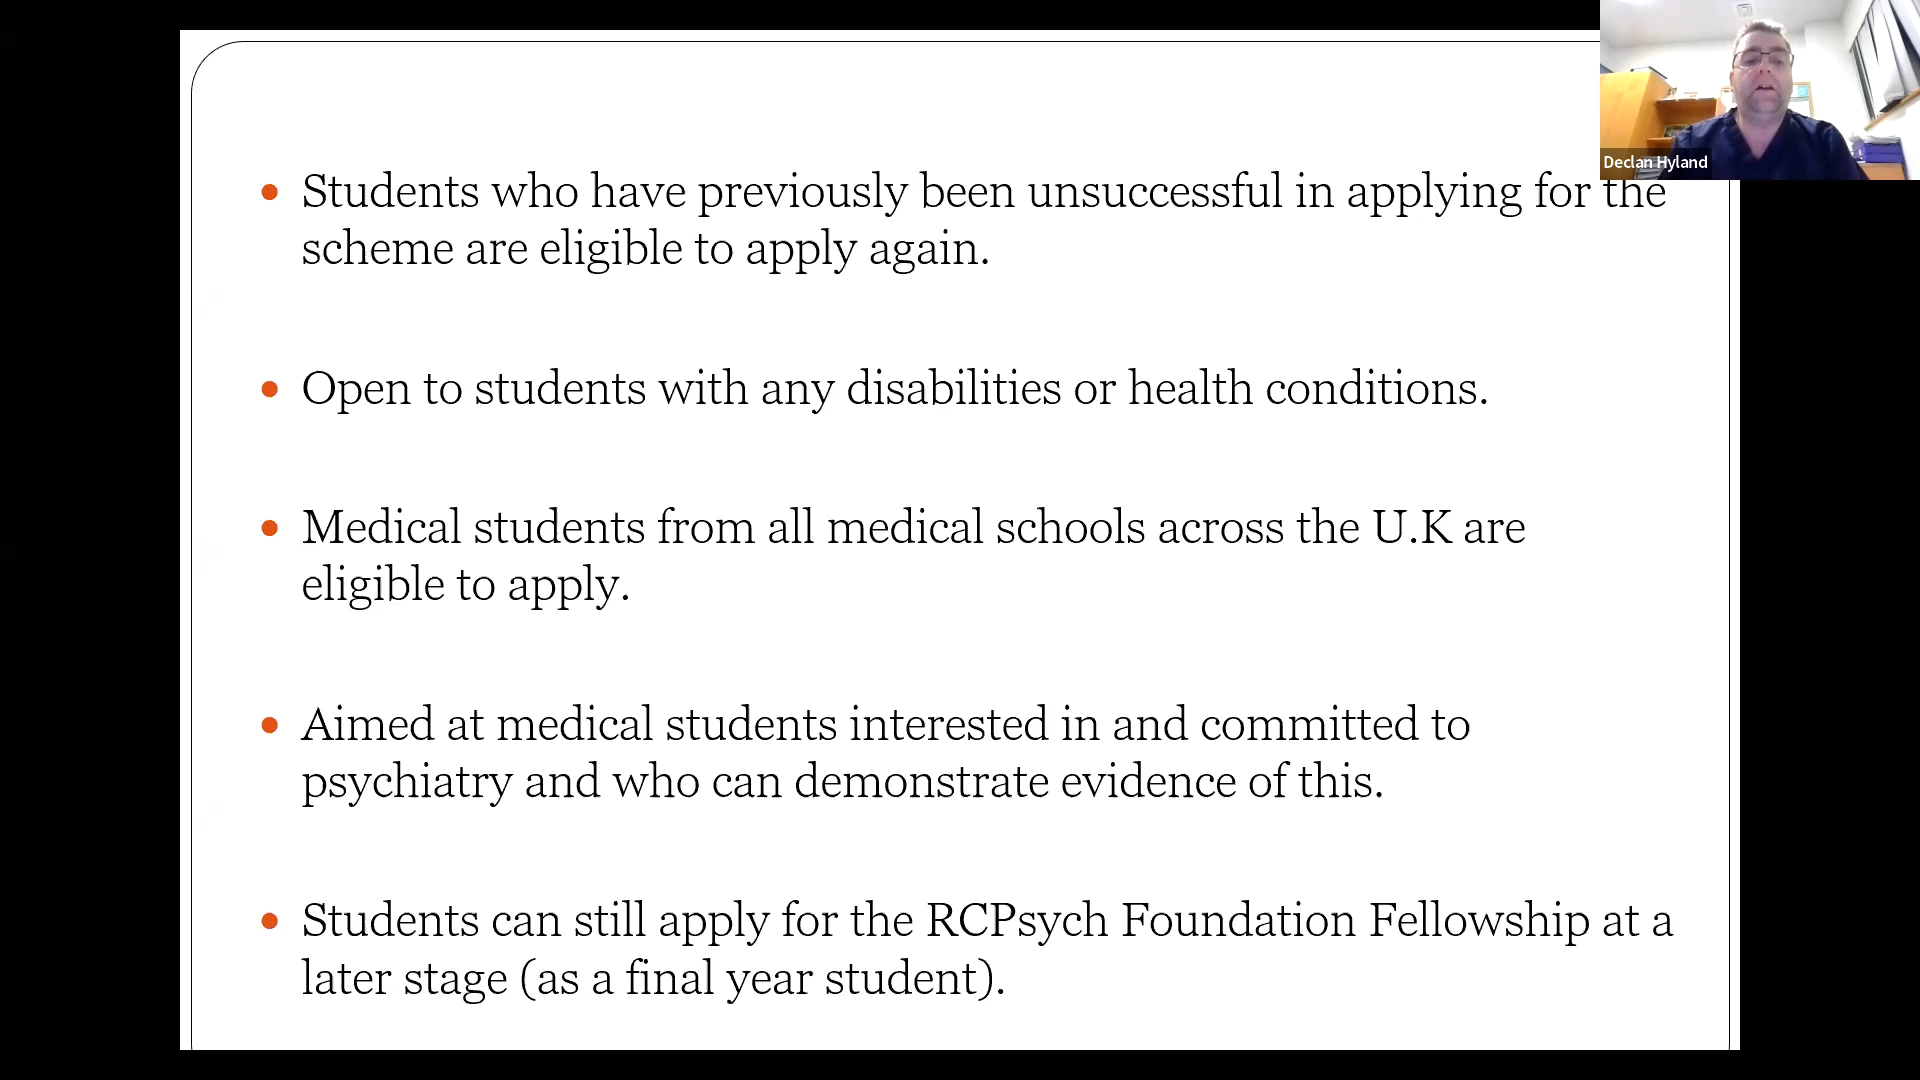 Students who have previously been unsuccessful in applying for the
scheme are eligible to apply again.
Open to students with any disabilities or health conditions.
Medical students from all medical schools across the U.K are
eligible to apply.
Aimed at medical students interested in and committed to
psychiatry and who can demonstrate evidence of this.
Students can still apply for the RCPsych Foundation Fellowship at a
later stage (as a final year student).
Declan Hyland